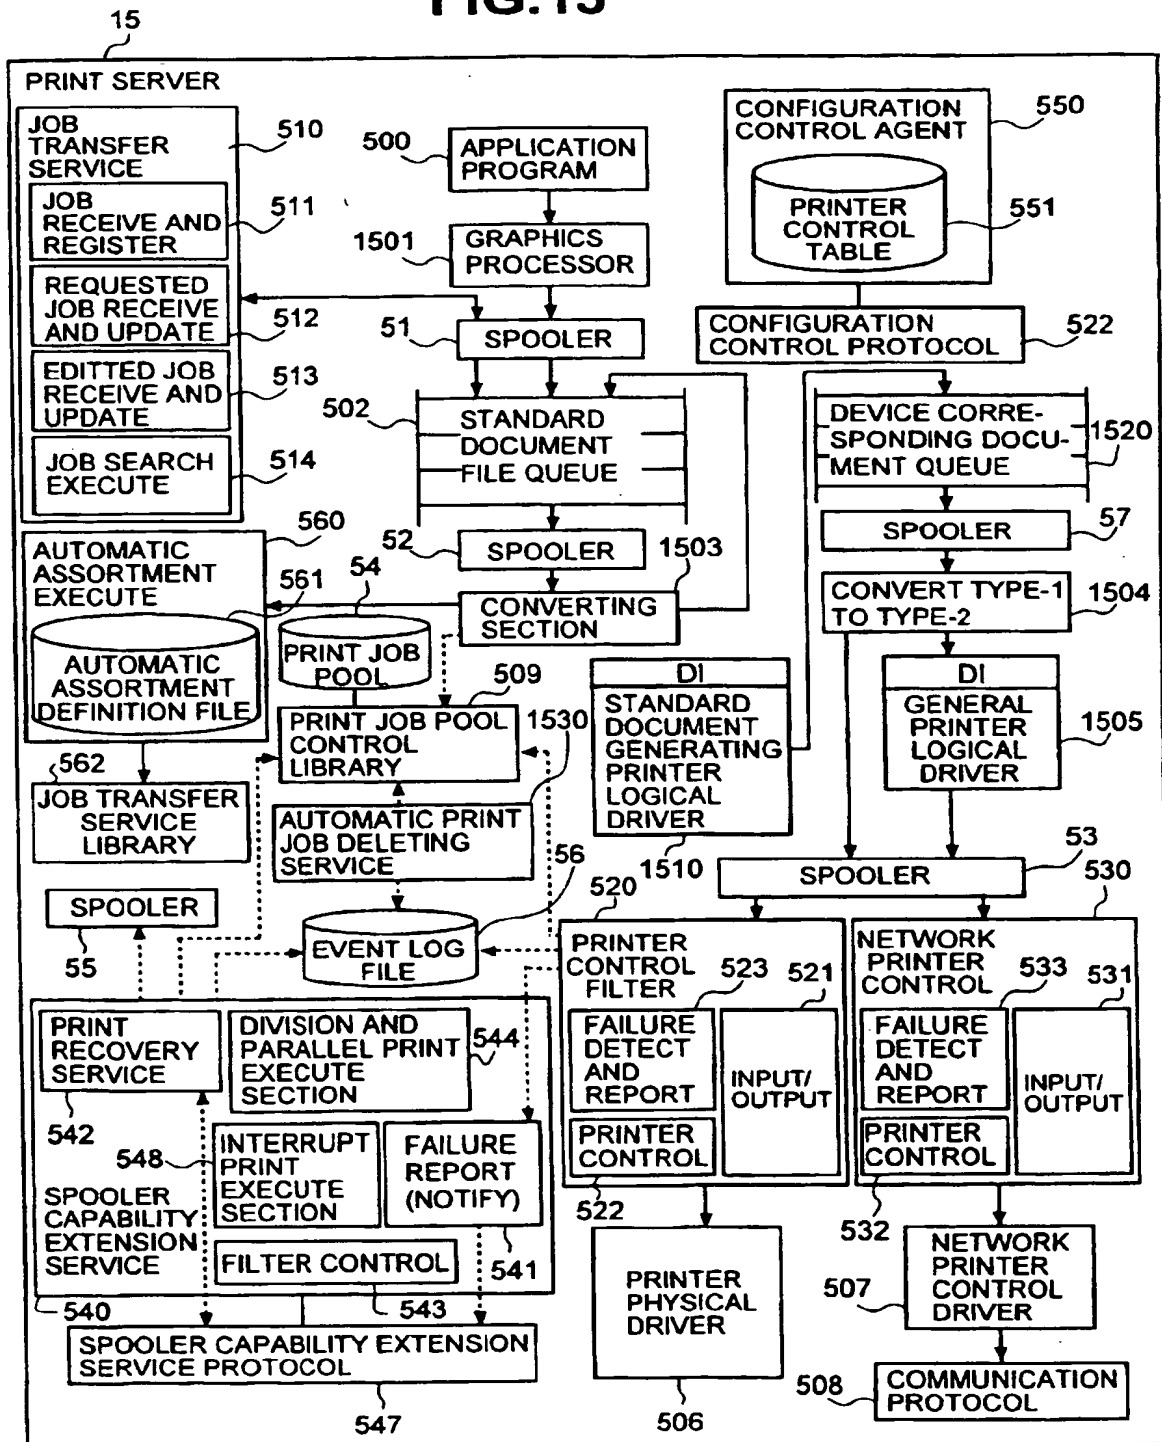 FIG.15
15
PRINT SERVER
JOB
TRANSFER
SERVICE
510
JOB
RECEIVE AND
REGISTER
511
REQUESTED
JOB RECEIVE
AND UPDATE
512
EDITTED JOB
RECEIVE AND
UPDATE
513
JOB SEARCH
EXECUTE
514
500
APPLICATION
PROGRAM
1501
GRAPHICS
PROCESSOR
51
SPOOLER
502
STANDARD
DOCUMENT
FILE QUEUE
52
SPOOLER
1503
CONVERTING
SECTION
CONFIGURATION
CONTROL AGENT
550
PRINTER
CONTROL
TABLE
551
CONFIGURATION
CONTROL PROTOCOL
522
DEVICE CORRE-
SPONDING DOCU-
MENT QUEUE
1520
SPOOLER
57
CONVERT TYPE-1
TO TYPE-2
1504
DI
GENERAL
PRINTER
LOGICAL
DRIVER
1505
560
AUTOMATIC
ASSORTMENT
EXECUTE
561
AUTOMATIC
ASSORTMENT
DEFINITION FILE
562
JOB TRANSFER
SERVICE
LIBRARY
54
PRINT JOB
POOL
509
PRINT JOB POOL
CONTROL
LIBRARY
1530
AUTOMATIC PRINT
JOB DELETING
SERVICE
DI
STANDARD
DOCUMENT
GENERATING
PRINTER
LOGICAL
DRIVER
1510
SPOOLER
53
SPOOLER
55
56
EVENT LOG
FILE
520
PRINTER
CONTROL
FILTER
523
521
FAILURE
DETECT
AND
REPORT
INPUT/
OUTPUT
PRINTER
CONTROL
522
530
NETWORK
PRINTER
CONTROL
533
531
FAILURE
DETECT
AND
REPORT
INPUT/
OUTPUT
PRINTER
CONTROL
532
PRINT
RECOVERY
SERVICE
542
DIVISION AND
PARALLEL PRINT
EXECUTE
SECTION
544
548
INTERRUPT
PRINT
EXECUTE
SECTION
FAILURE
REPORT
(NOTIFY)
541
SPOOLER
CAPABILITY
EXTENSION
SERVICE
540
FILTER CONTROL
543
SPOOLER CAPABILITY EXTENSION
SERVICE PROTOCOL
547
PRINTER
PHYSICAL
DRIVER
506
507
NETWORK
PRINTER
CONTROL
DRIVER
508
COMMUNICATION
PROTOCOL